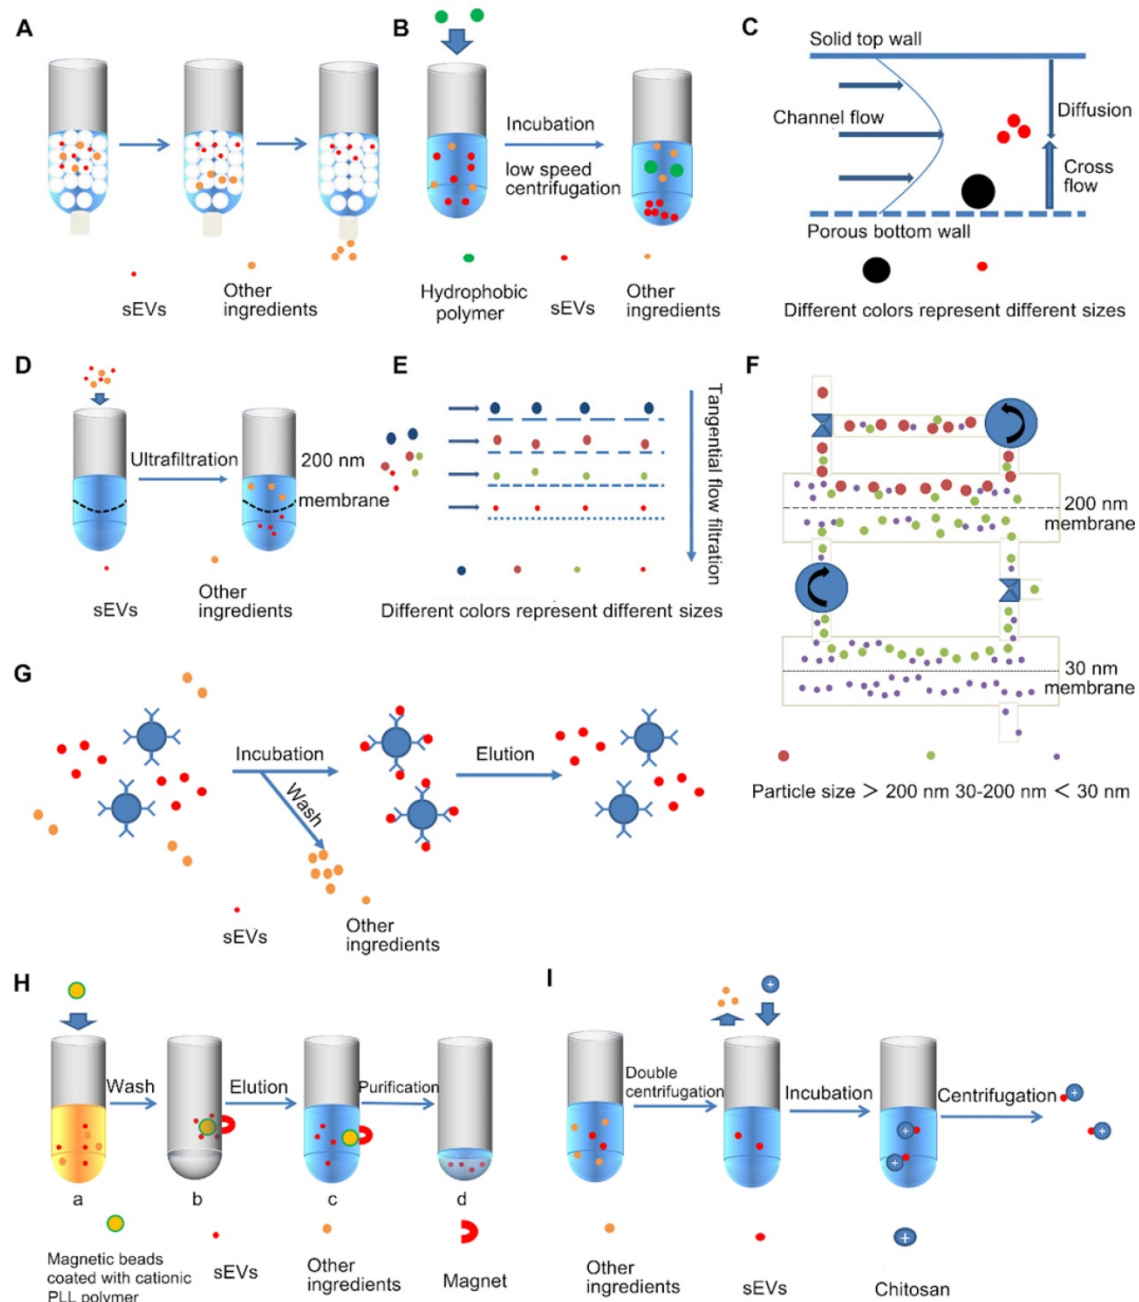 A
B
C
Solid top wall
Channel flow
Diffusion
Cross
flow
Porous bottom wall
Incubation
low speed
centrifugation
sEVs
Other
ingredients
Hydrophobic
polymer
sEVs
Other
ingredients
Different colors represent different sizes
D
E
F
Ultrafiltration
200 nm
membrane
sEVs
Other
ingredients
Tangential flow filtration
Different colors represent different sizes
200 nm
membrane
30 nm
membrane
Particle size > 200 nm 30-200 nm < 30 nm
G
Incubation
Wash
Elution
sEVs
Other
ingredients
H
I
Wash
Elution
Purification
a
b
c
d
Magnetic beads
coated with cationic
PLL polymer
sEVs
Other
ingredients
Magnet
Double
centrifugation
Incubation
Centrifugation
+
+
+
+
+
Other
ingredients
sEVs
+
Chitosan